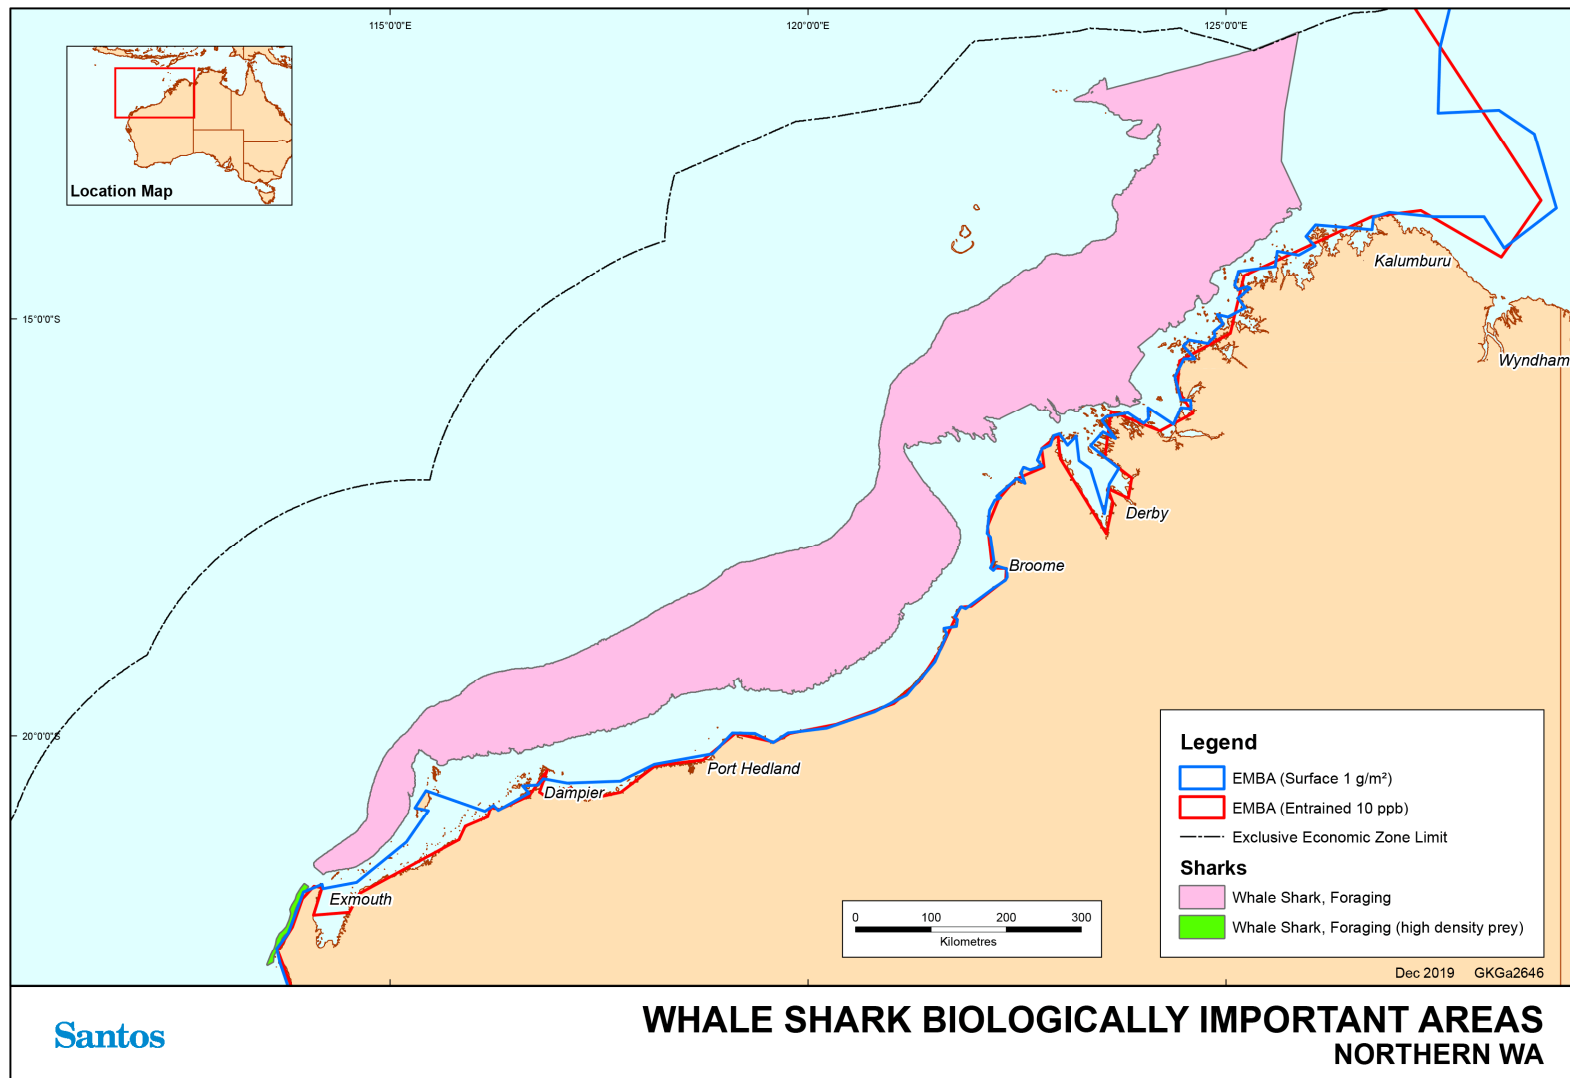 115°0'0"E
120°0'0"E
125°0'0"E
Location Map
15°0'0"S
20°0'0"S
Kalumburu
Wyndham
Derby
Broome
Port Hedland
Dampier
Exmouth
Legend
EMBA (Surface 1 g/m²)
EMBA (Entrained 10 ppb)
Exclusive Economic Zone Limit
Sharks
Whale Shark, Foraging
Whale Shark, Foraging (high density prey)
0 100 200 300
Kilometres
Dec 2019 GKGa2646
Santos
WHALE SHARK BIOLOGICALLY IMPORTANT AREAS
NORTHERN WA